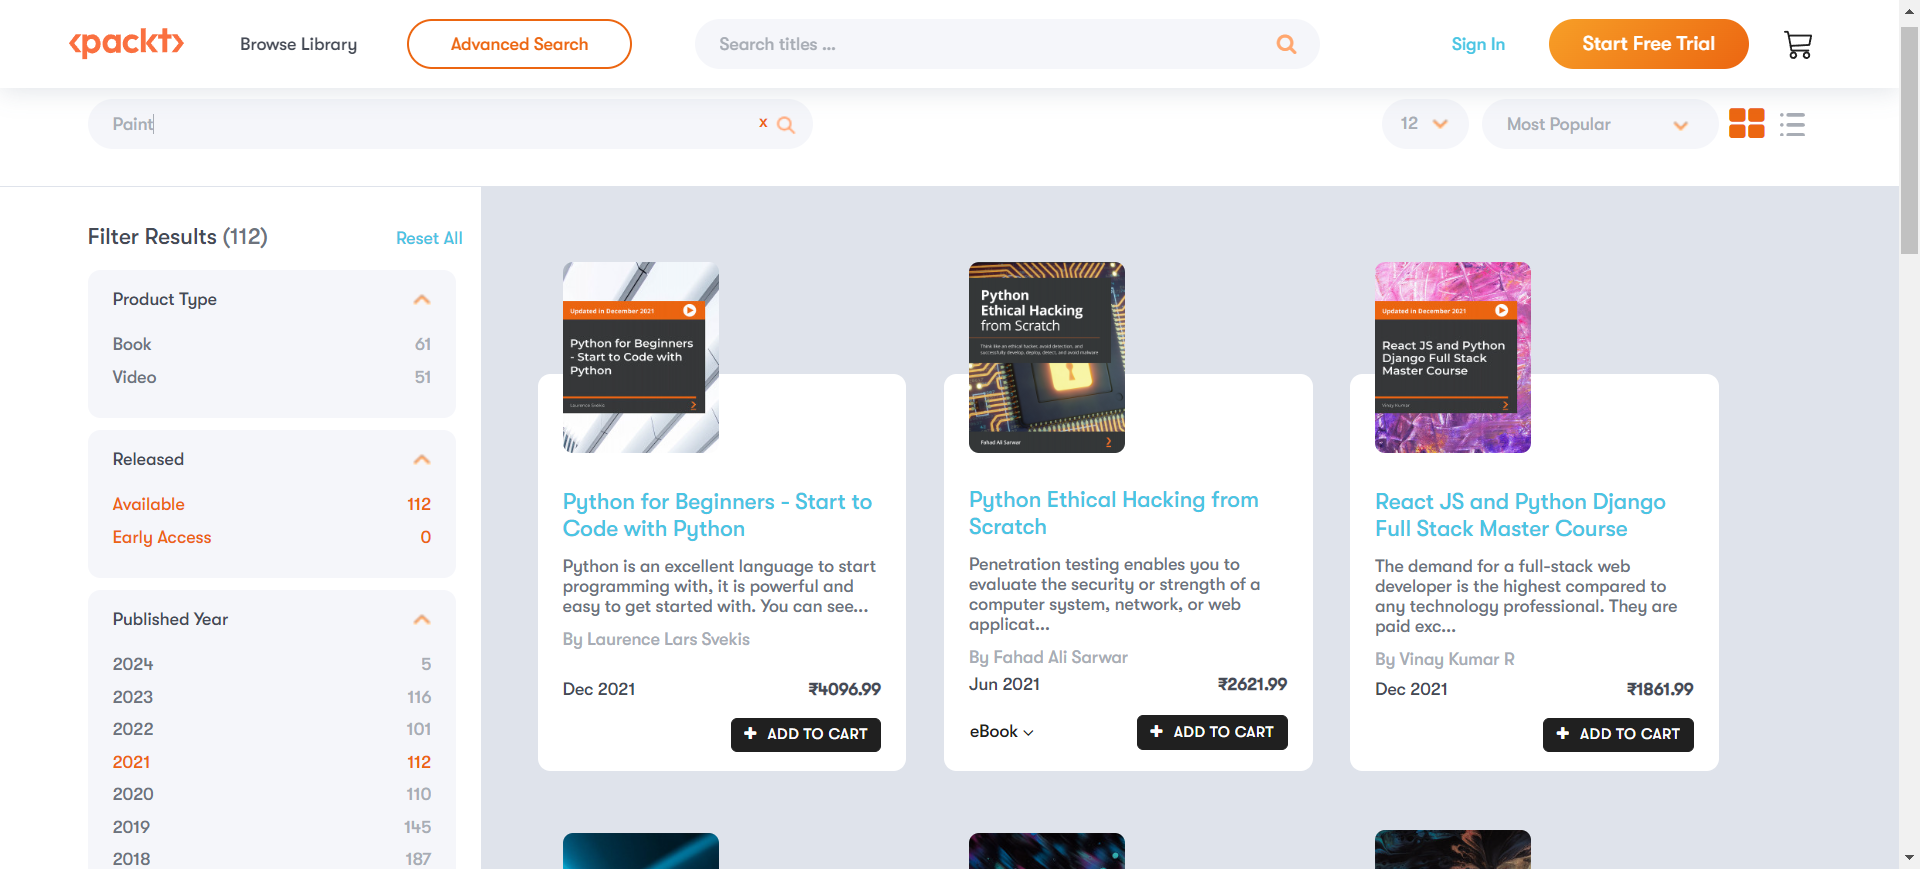 <packt>
Browse Library
Advanced Search
Search titles ...
Sign In
Start Free Trial
Paint
x
12
Most Popular
Filter Results (112)
Reset All
Product Type
Book 61
Video 51
Released
Available 112
Early Access 0
Published Year
2024 5
2023 116
2022 101
2021 112
2020 110
2019 145
2018 187
Updated in December 2021
Python for Beginners
- Start to Code with
Python
Laurence Svekis
Python for Beginners - Start to
Code with Python
Python is an excellent language to start
programming with, it is powerful and
easy to get started with. You can see...
By Laurence Lars Svekis
Dec 2021
₹4096.99
+ ADD TO CART
Python
Ethical Hacking
from Scratch
Think like an ethical hacker, avoid detection, and
successfully develop, deploy, detect, and avoid malware
Fahad Ali Sarwar
Python Ethical Hacking from
Scratch
Penetration testing enables you to
evaluate the security or strength of a
computer system, network, or web
applicat...
By Fahad Ali Sarwar
Jun 2021
₹2621.99
eBook
+ ADD TO CART
Updated in December 2021
React JS and Python
Django Full Stack
Master Course
Vinay Kumar
React JS and Python Django
Full Stack Master Course
The demand for a full-stack web
developer is the highest compared to
any technology professional. They are
paid exc...
By Vinay Kumar R
Dec 2021
₹1861.99
+ ADD TO CART